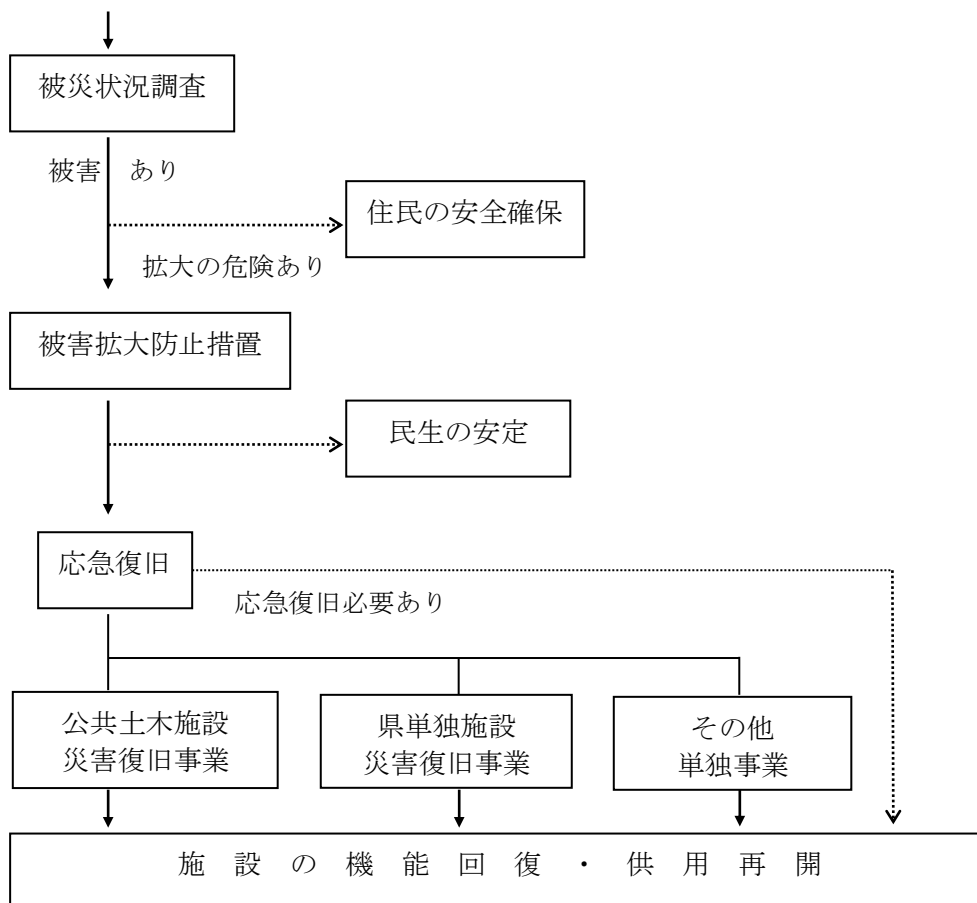 被災状況調査
被害 あり
住民の安全確保
拡大の危険あり
被害拡大防止措置
民生の安定
応急復旧
応急復旧必要あり
公共土木施設
災害復旧事業
県単独施設
災害復旧事業
その他
単独事業
施設の機能回復・供用再開